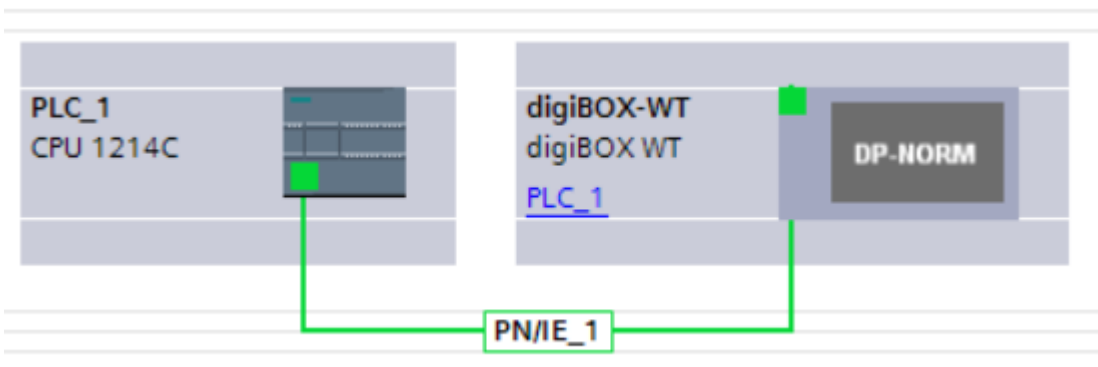 PLC_1
CPU 1214C
digiBOX-WT
digiBOX WT
PLC_1
DP-NORM
PN/IE_1